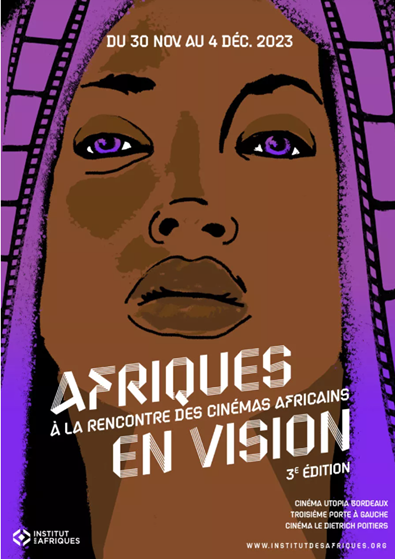 DU 30 NOV. AU 4 DÉC. 2023
AFRIQUES
À LA RENCONTRE DES CINÉMAS AFRICAINS
EN VISION
3E ÉDITION
CINÉMA UTOPIA BORDEAUX
TROISIÈME PORTE À GAUCHE
CINÉMA LE DIETRICH POITIERS
INSTITUT
DES AFRIQUES
WWW.INSTITUTDESAFRIQUES.ORG